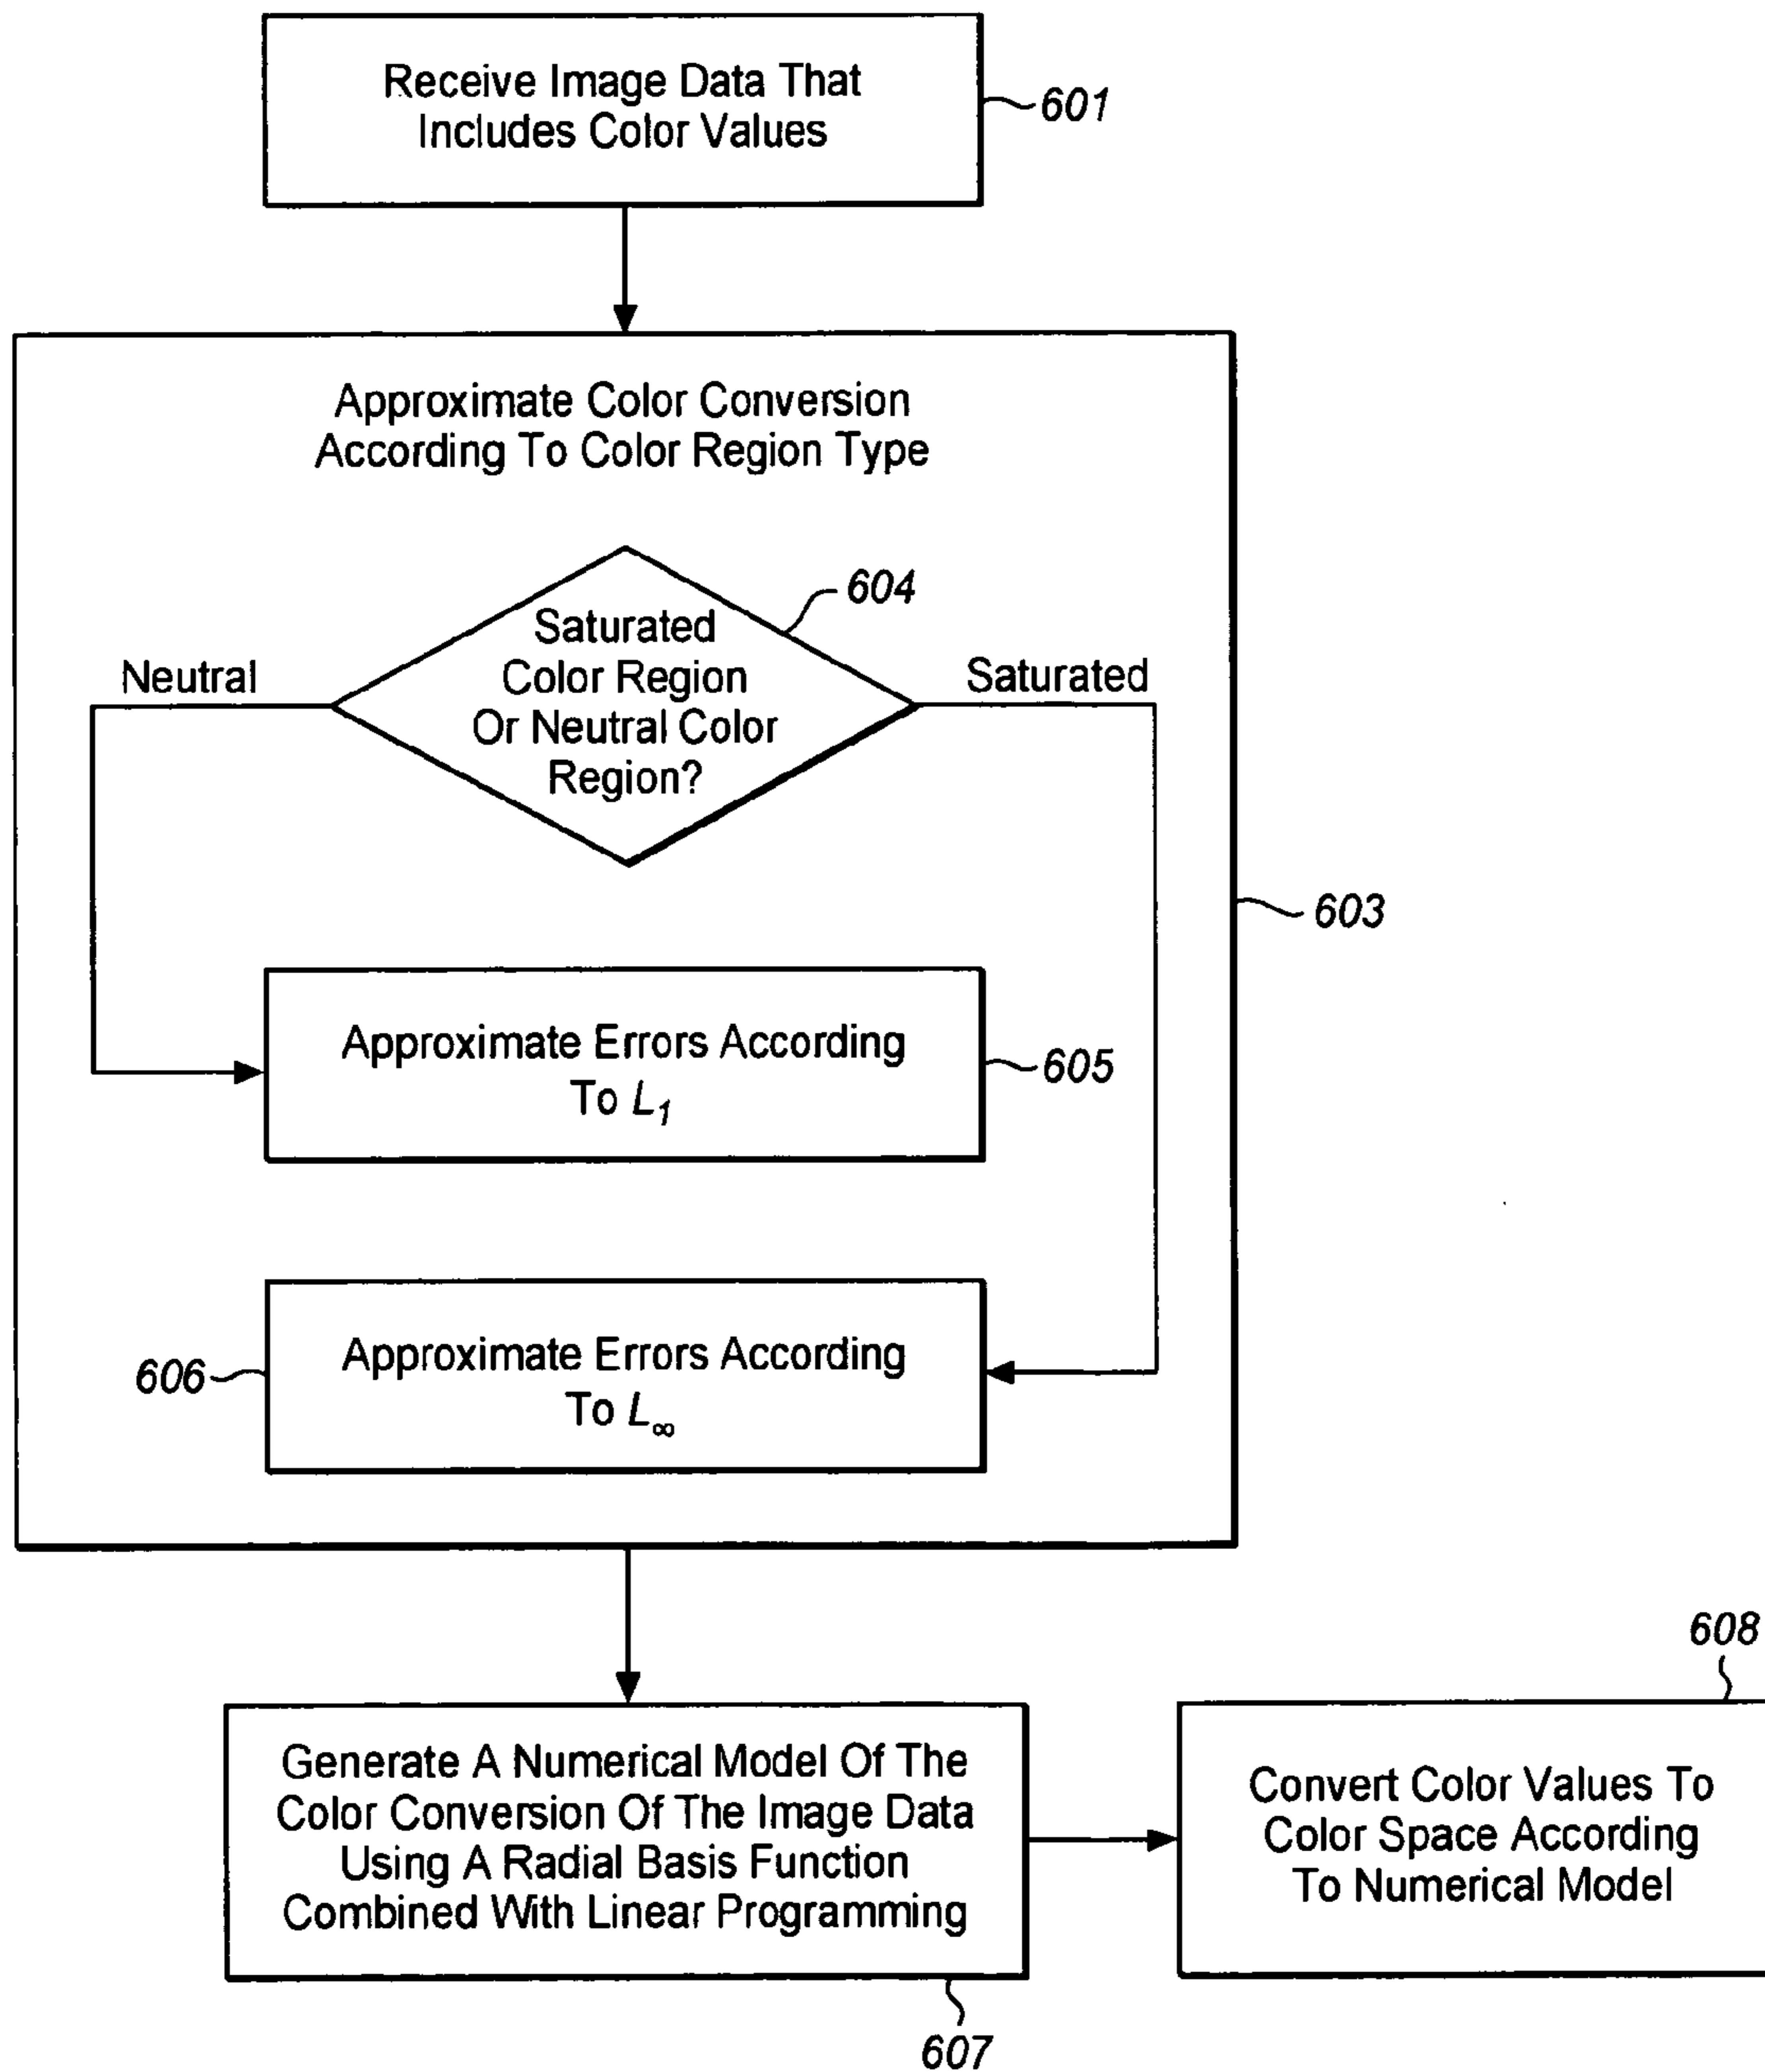 Receive Image Data That
Includes Color Values
601
Approximate Color Conversion
According To Color Region Type
604
Saturated
Color Region
Or Neutral Color
Region?
Neutral
Saturated
603
Approximate Errors According
To L₁
605
Approximate Errors According
To L∞
606
608
Generate A Numerical Model Of The
Color Conversion Of The Image Data
Using A Radial Basis Function
Combined With Linear Programming
607
Convert Color Values To
Color Space According
To Numerical Model